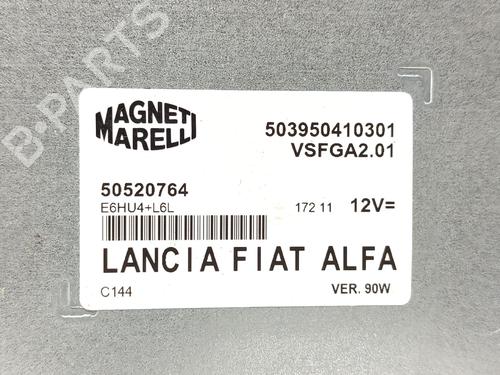 B-PARTS
MAGNETI
MARELLI
503950410301
VSFGA2.01
50520764
E6HU4+L6L
172 11 12V=
LANCIA FIAT ALFA
C144
VER. 90W